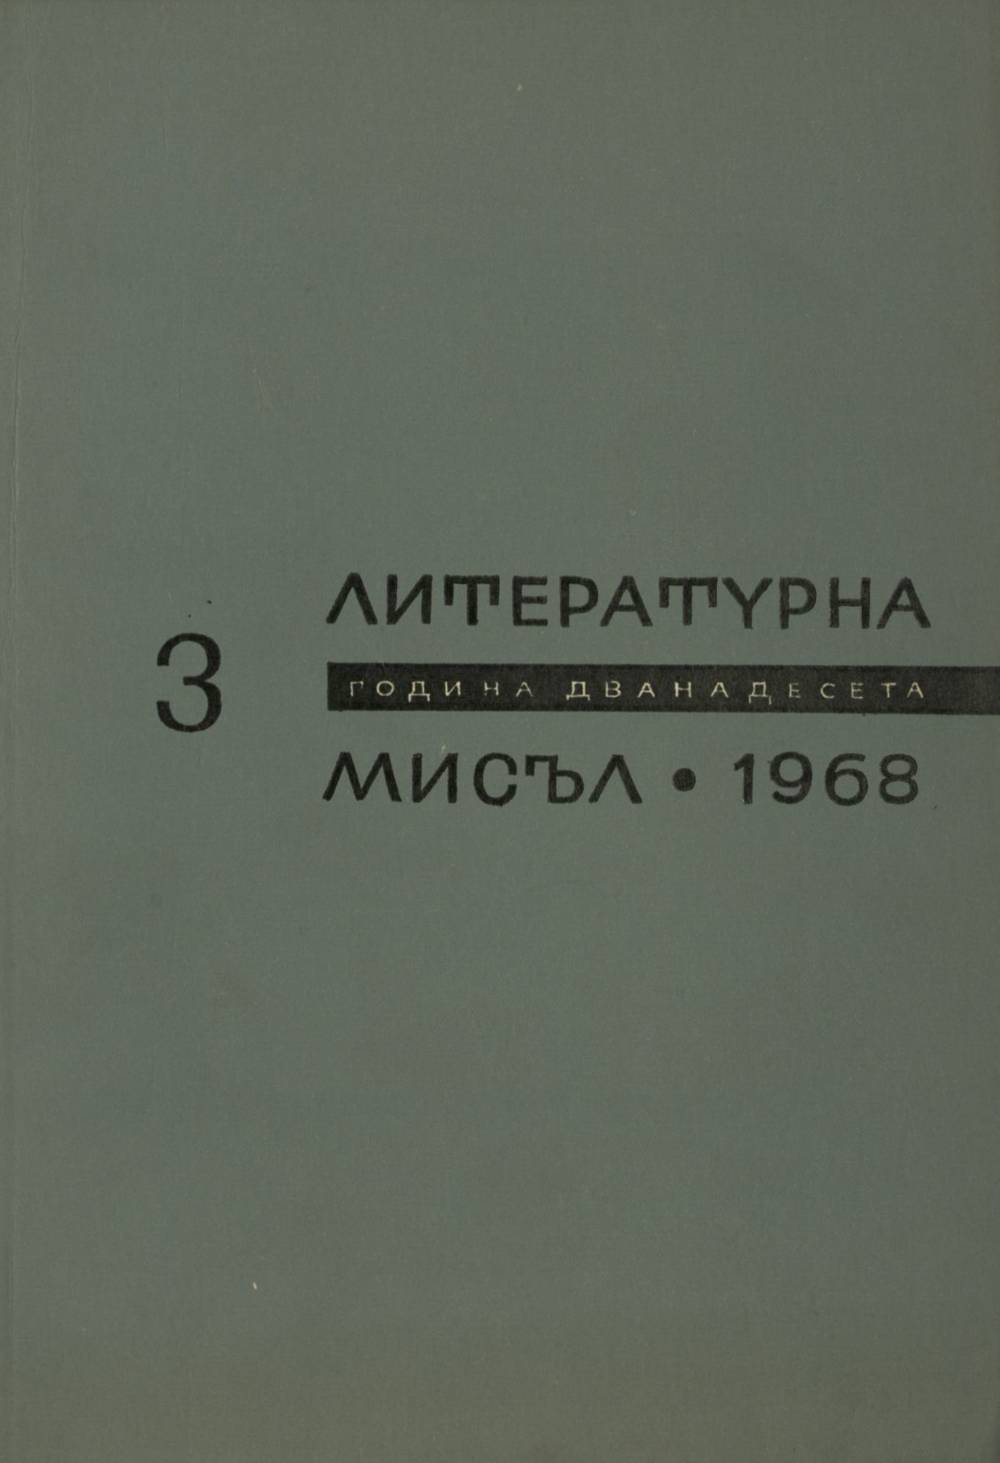 3
ЛИТЕРАТУРНА
ГОДИНА ДВАНАДЕСЕТА
МИСЪЛ • 1968